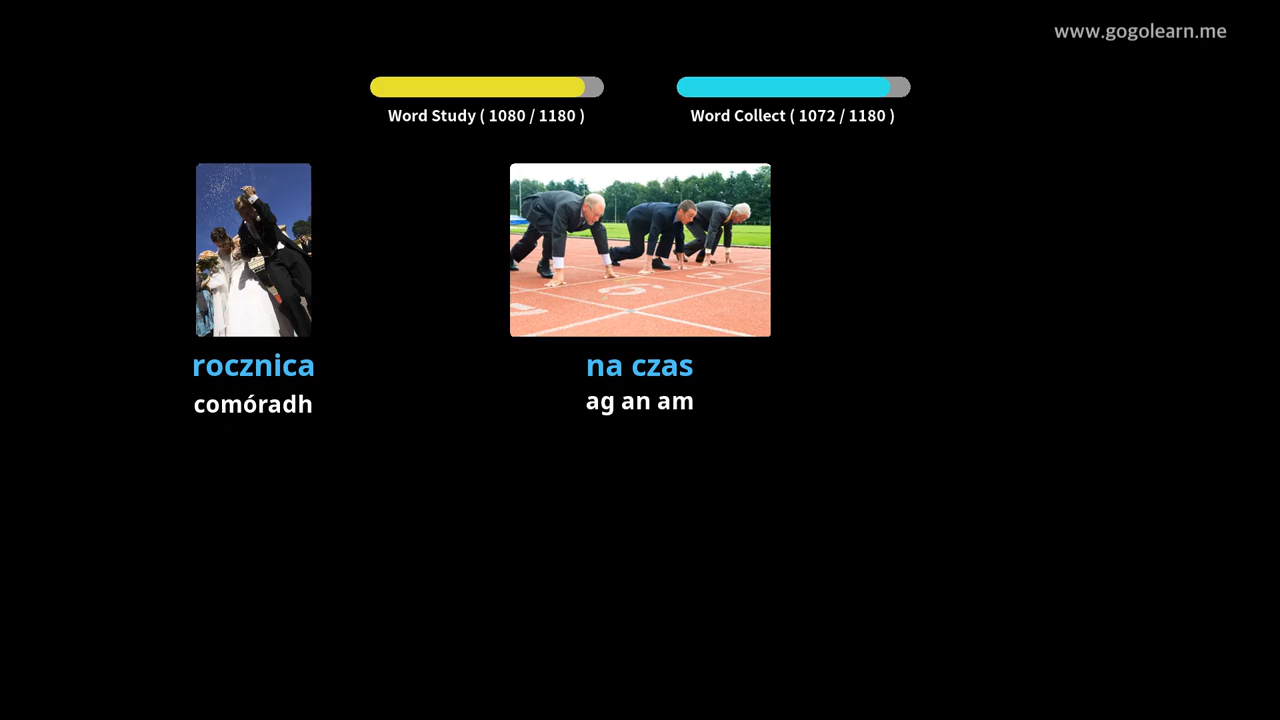 www.gogolearn.me
Word Study ( 1080 / 1180 )
Word Collect ( 1072 / 1180 )
rocznica
comóradh
na czas
ag an am